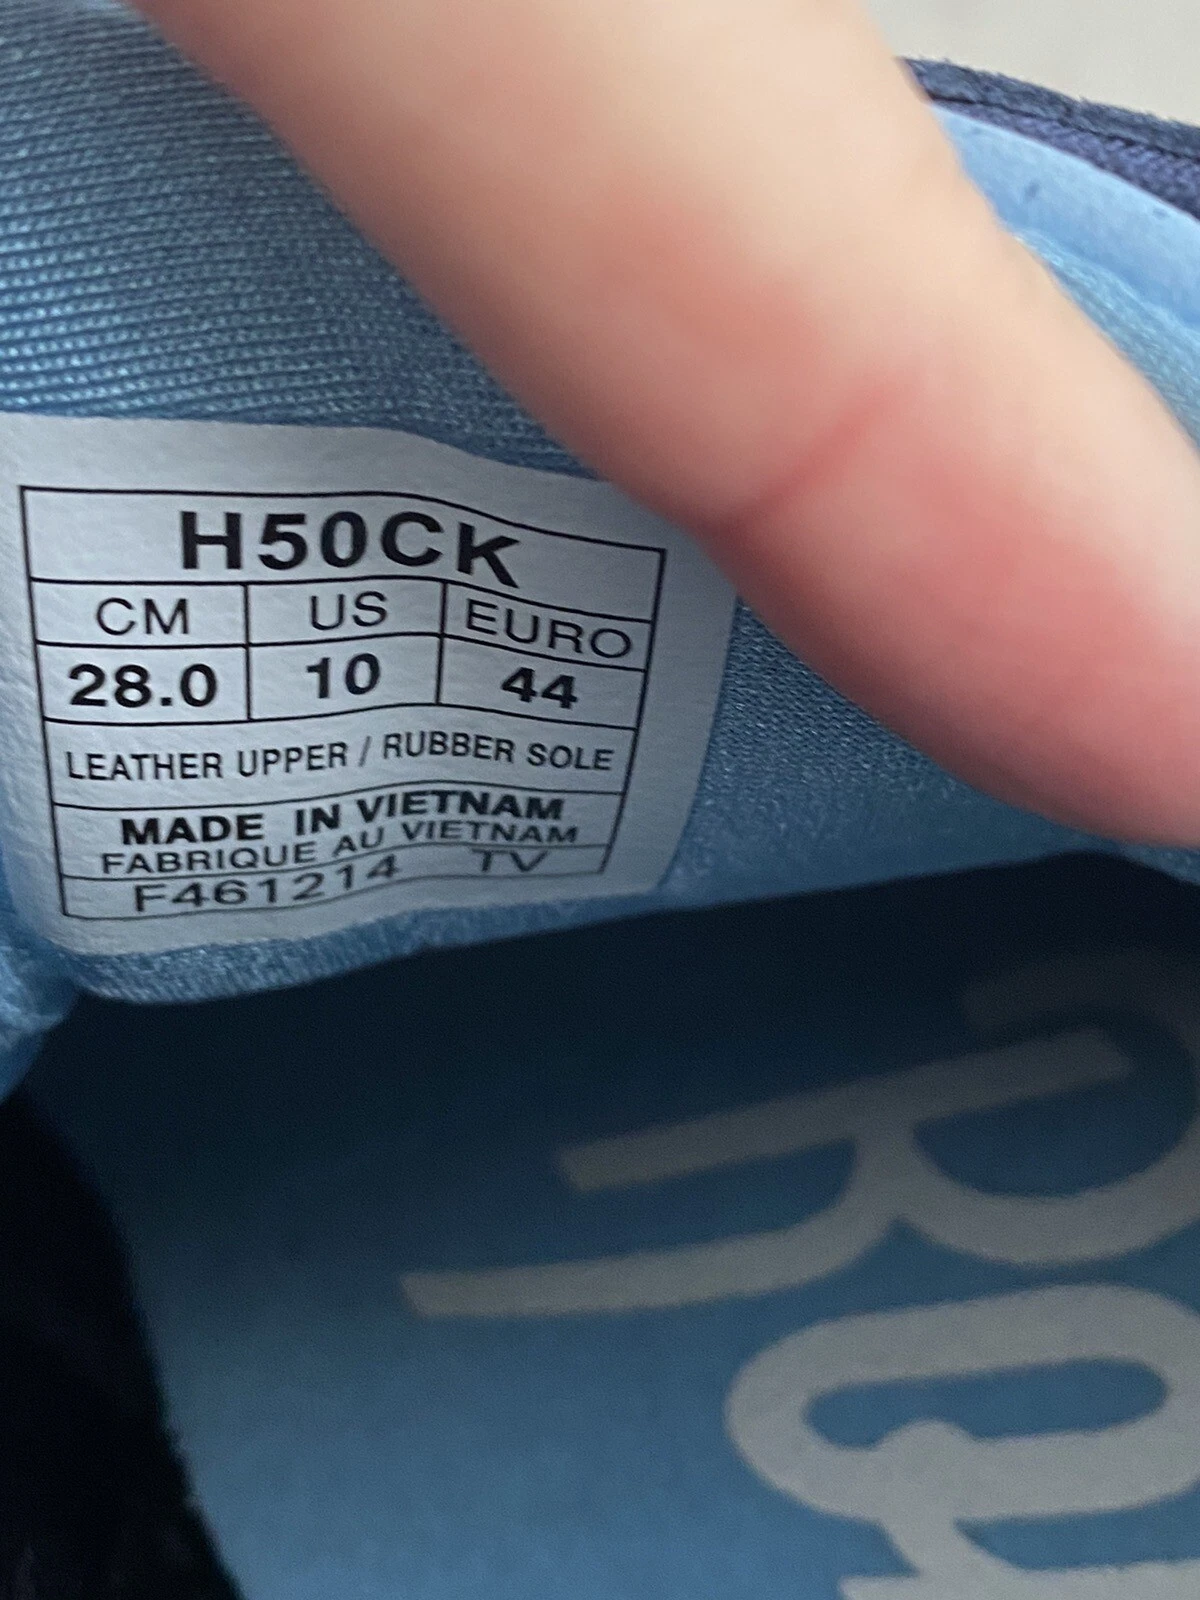 H50CK
CM US EURO
28.0 10 44
LEATHER UPPER / RUBBER SOLE
MADE IN VIETNAM
FABRIQUE AU VIETNAM
F461214 TV